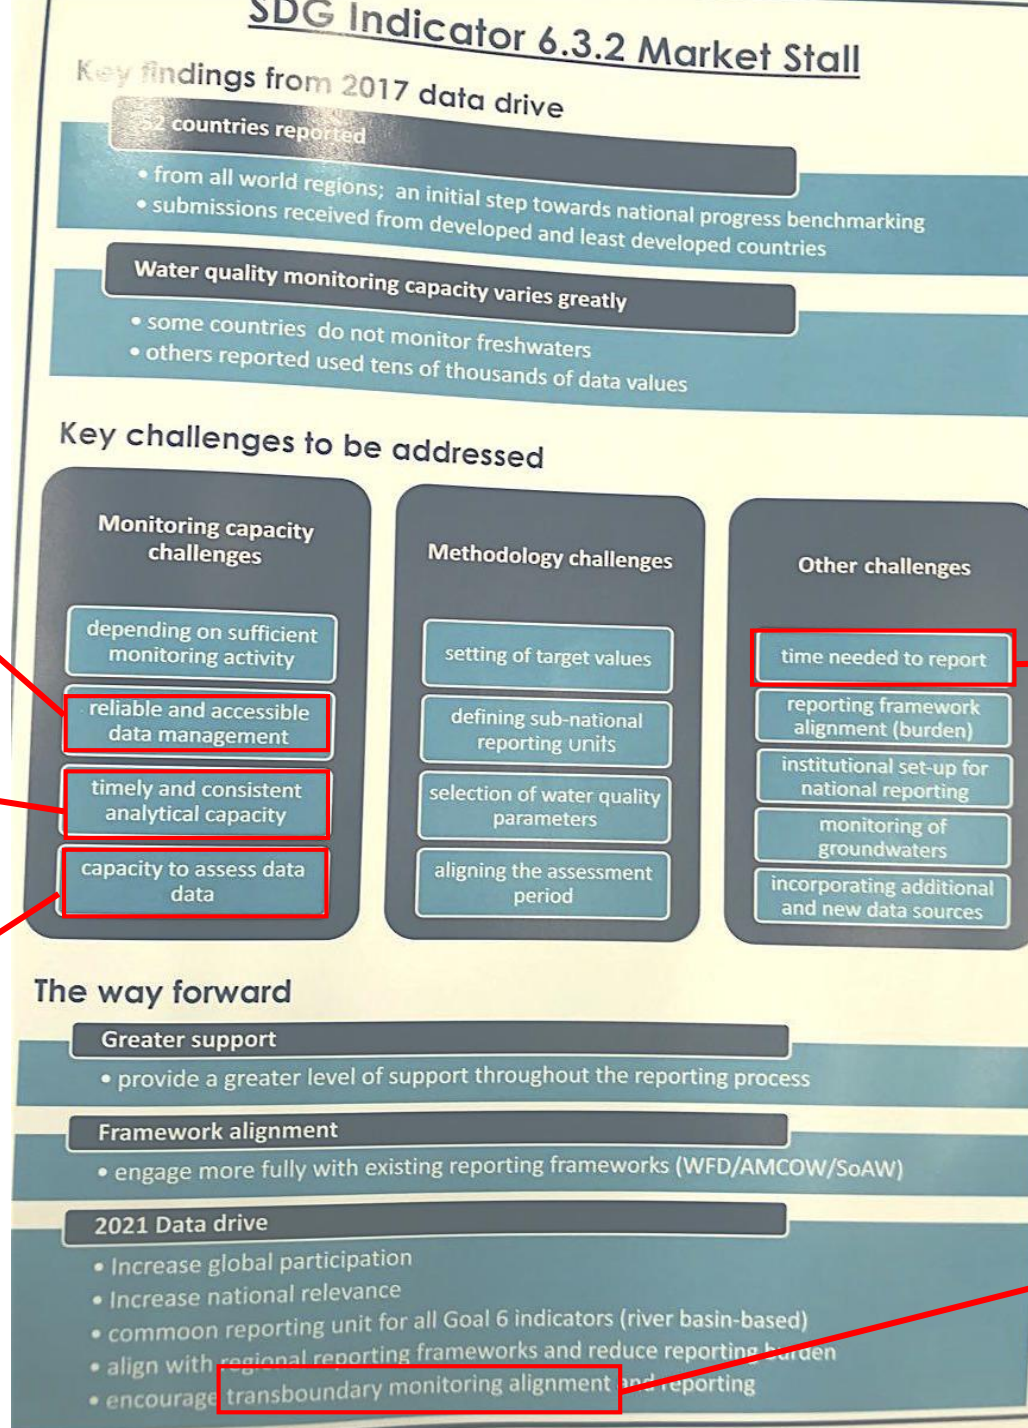 SDG Indicator 6.3.2 Market Stall
Key findings from 2017 data drive
52 countries reported
• from all world regions; an initial step towards national progress benchmarking
• submissions received from developed and least developed countries
Water quality monitoring capacity varies greatly
• some countries do not monitor freshwaters
• others reported used tens of thousands of data values
Key challenges to be addressed
Monitoring capacity
challenges
depending on sufficient
monitoring activity
reliable and accessible
data management
timely and consistent
analytical capacity
capacity to assess data
data
Methodology challenges
setting of target values
defining sub-national
reporting units
selection of water quality
parameters
aligning the assessment
period
Other challenges
time needed to report
reporting framework
alignment (burden)
institutional set-up for
national reporting
monitoring of
groundwaters
incorporating additional
and new data sources
The way forward
Greater support
• provide a greater level of support throughout the reporting process
Framework alignment
• engage more fully with existing reporting frameworks (WFD/AMCOW/SoAW)
2021 Data drive
• Increase global participation
• Increase national relevance
• commoon reporting unit for all Goal 6 indicators (river basin-based)
• align with regional reporting frameworks and reduce reporting burden
• encourage transboundary monitoring alignment and reporting